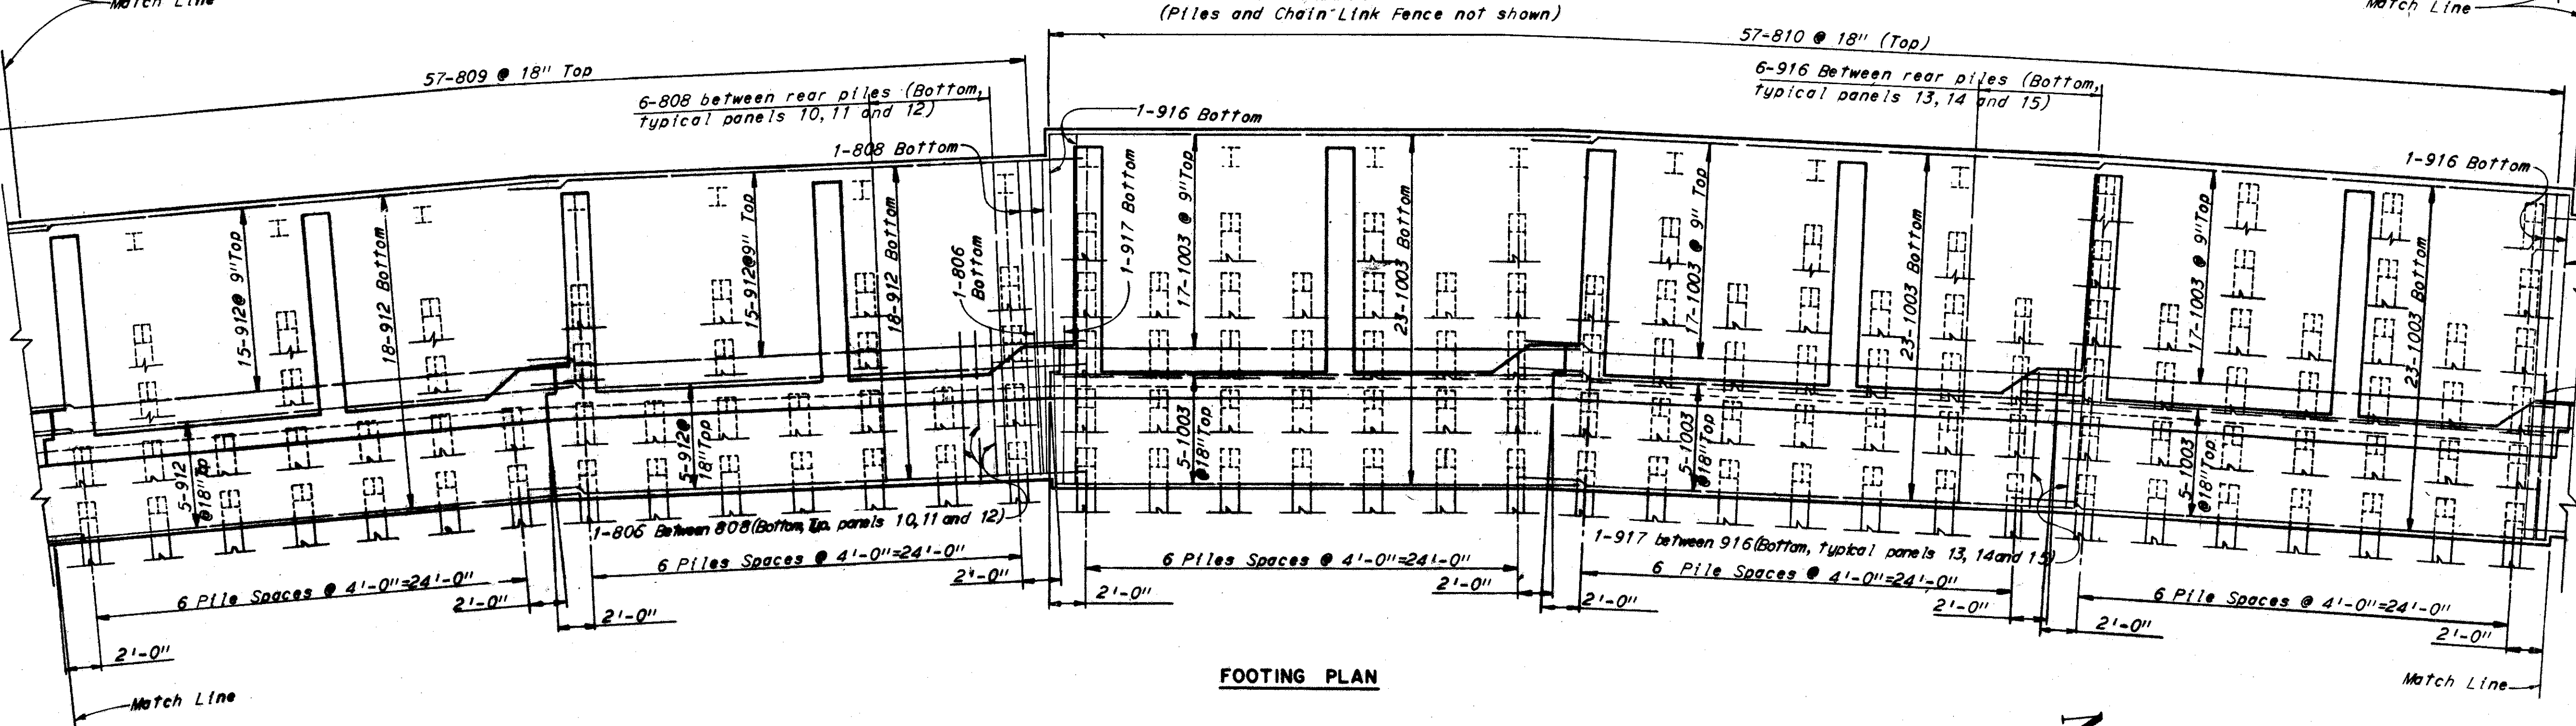 Match Line
(Piles and Chain Link Fence not shown)
Match Line
57-810 @ 18" (Top)
57-809 @ 18" Top
6-916 Between rear piles (Bottom,
typical panels 13, 14 and 15)
6-808 between rear piles (Bottom,
typical panels 10, 11 and 12)
1-916 Bottom
1-808 Bottom
1-916 Bottom
15-912@ 9" Top
18-912 Bottom
15-912@9" Top
18-912 Bottom
1-806
Bottom
1-917 Bottom
17-1003 @ 9" Top
23-1003 Bottom
17-1003 @ 9" Top
23-1003 Bottom
17-1003 @ 9" Top
23-1003 Bottom
5-912
@18" Top
5-912@
18" Top
5-1003
@18" Top
5-1003
@18" Top
5-1003
@18" Top
1-806 Between 808 (Bottom, Typ. panels 10, 11 and 12)
1-917 between 916 (Bottom, typical panels 13, 14 and 15)
6 Pile Spaces @ 4'-0"=24'-0"
6 Piles Spaces @ 4'-0"=24'-0"
6 Piles Spaces @ 4'-0"=24'-0"
6 Pile Spaces @ 4'-0"=24'-0"
6 Pile Spaces @ 4'-0"=24'-0"
2'-0"
2'-0"
2'-0"
2'-0"
2'-0"
2'-0"
2'-0"
2'-0"
2'-0"
2'-0"
FOOTING PLAN
Match Line
Match Line
N